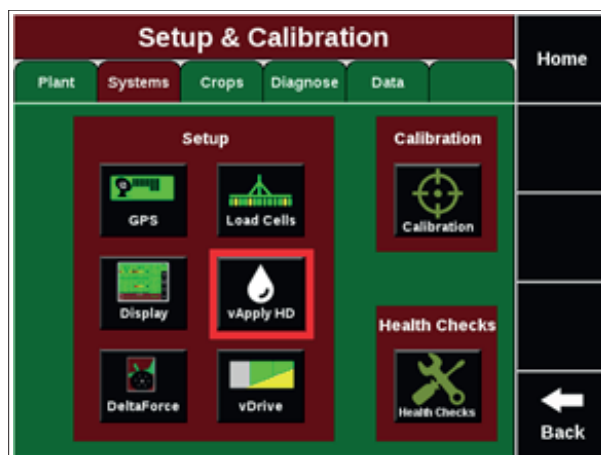 Setup & Calibration
Home
Plant Systems Crops Diagnose Data
Setup
Calibration
GPS
Load Cells
Calibration
Display
vApply HD
Health Checks
DeltaForce
vDrive
Health Checks
Back